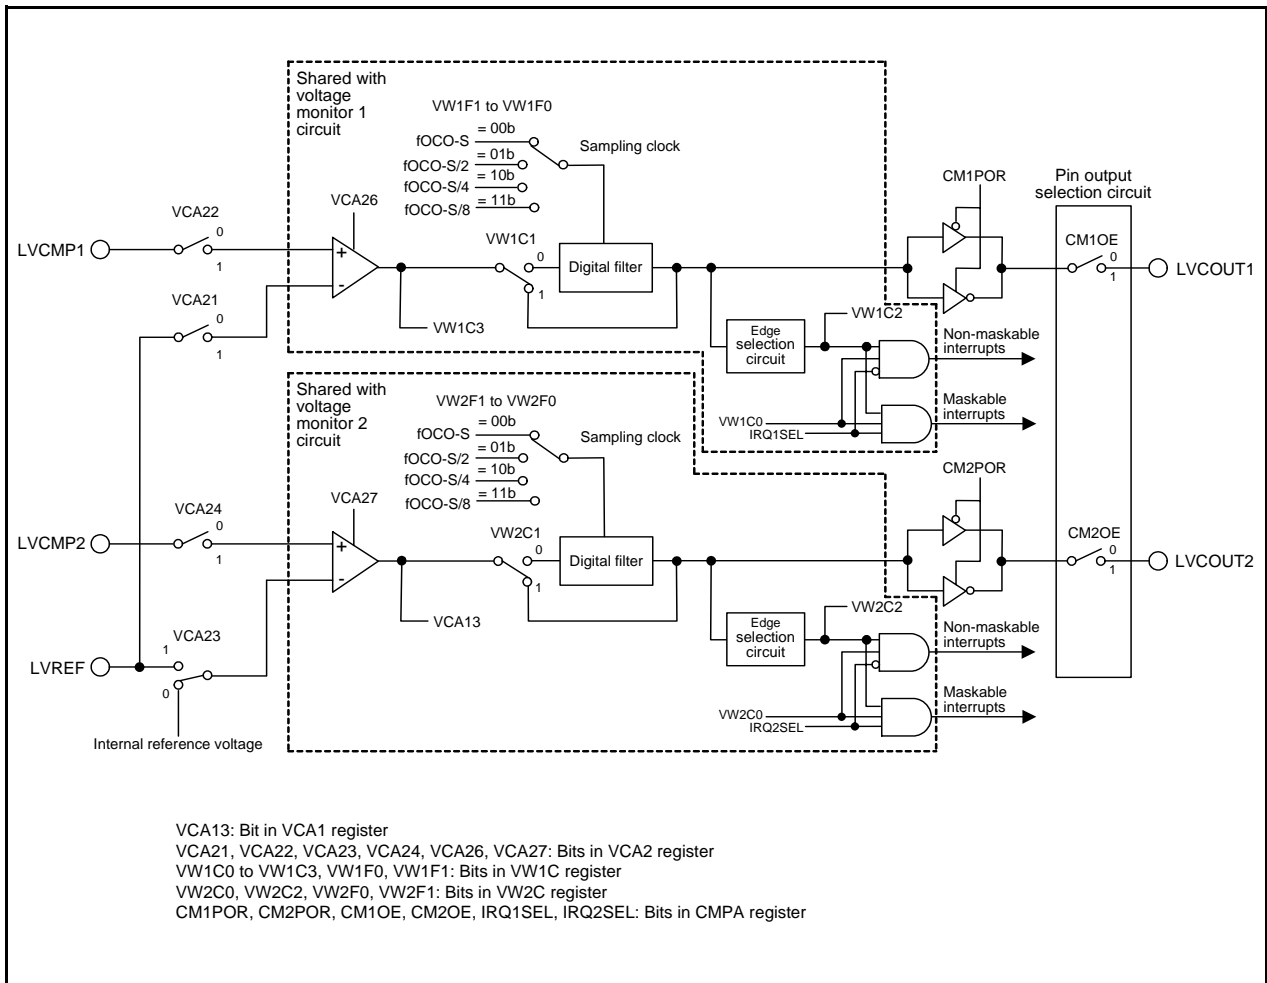 Shared with
voltage
monitor 1
circuit
VW1F1 to VW1F0
fOCO-S
= 00b
fOCO-S/2
= 01b
fOCO-S/4
= 10b
fOCO-S/8
= 11b
Sampling clock
CM1POR
Pin output
selection circuit
VCA22
0
1
LVCMP1
VCA26
+
-
VW1C1
0
1
Digital filter
CM1OE
0
1
LVCOUT1
VCA21
0
1
VW1C3
Edge
selection
circuit
VW1C2
Non-maskable
interrupts
VW1C0
IRQ1SEL
Maskable
interrupts
Shared with
voltage
monitor 2
circuit
VW2F1 to VW2F0
fOCO-S
= 00b
fOCO-S/2
= 01b
fOCO-S/4
= 10b
fOCO-S/8
= 11b
Sampling clock
CM2POR
VCA24
0
1
LVCMP2
VCA27
+
-
VW2C1
0
1
Digital filter
CM2OE
0
1
LVCOUT2
VCA13
Edge
selection
circuit
VW2C2
Non-maskable
interrupts
VCA23
1
0
LVREF
VW2C0
IRQ2SEL
Maskable
interrupts
Internal reference voltage
VCA13: Bit in VCA1 register
VCA21, VCA22, VCA23, VCA24, VCA26, VCA27: Bits in VCA2 register
VW1C0 to VW1C3, VW1F0, VW1F1: Bits in VW1C register
VW2C0, VW2C2, VW2F0, VW2F1: Bits in VW2C register
CM1POR, CM2POR, CM1OE, CM2OE, IRQ1SEL, IRQ2SEL: Bits in CMPA register